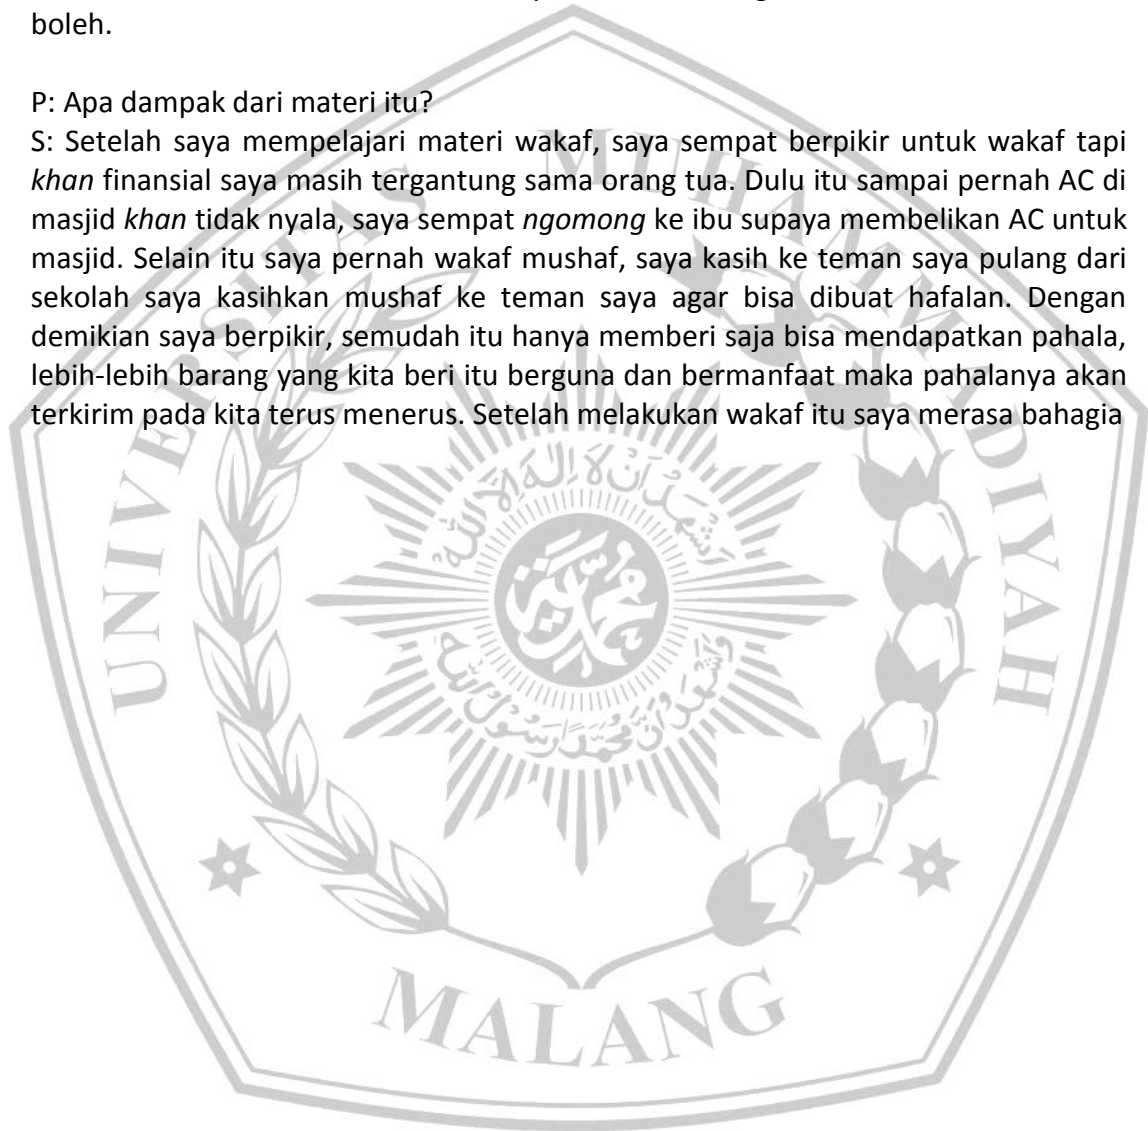 boleh.
P: Apa dampak dari materi itu?
S: Setelah saya mempelajari materi wakaf, saya sempat berpikir untuk wakaf tapi
khan finansial saya masih tergantung sama orang tua. Dulu itu sampai pernah AC di
masjid khan tidak nyala, saya sempat ngomong ke ibu supaya membelikan AC untuk
masjid. Selain itu saya pernah wakaf mushaf, saya kasih ke teman saya pulang dari
sekolah saya kasihkan mushaf ke teman saya agar bisa dibuat hafalan. Dengan
demikian saya berpikir, semudah itu hanya memberi saja bisa mendapatkan pahala,
lebih-lebih barang yang kita beri itu berguna dan bermanfaat maka pahalanya akan
terkirim pada kita terus menerus. Setelah melakukan wakaf itu saya merasa bahagia
UNIVERSITAS MUHAMMADIYAH
MALANG